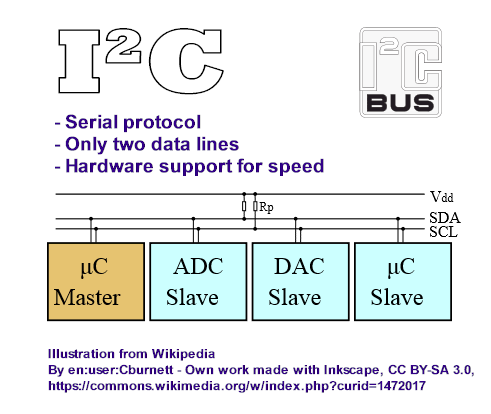 I²C
I²C
BUS
- Serial protocol
- Only two data lines
- Hardware support for speed
Vdd
Rp
SDA
SCL
μC
Master
ADC
Slave
DAC
Slave
μC
Slave
Illustration from Wikipedia
By en:user:Cburnett - Own work made with Inkscape, CC BY-SA 3.0,
https://commons.wikimedia.org/w/index.php?curid=1472017